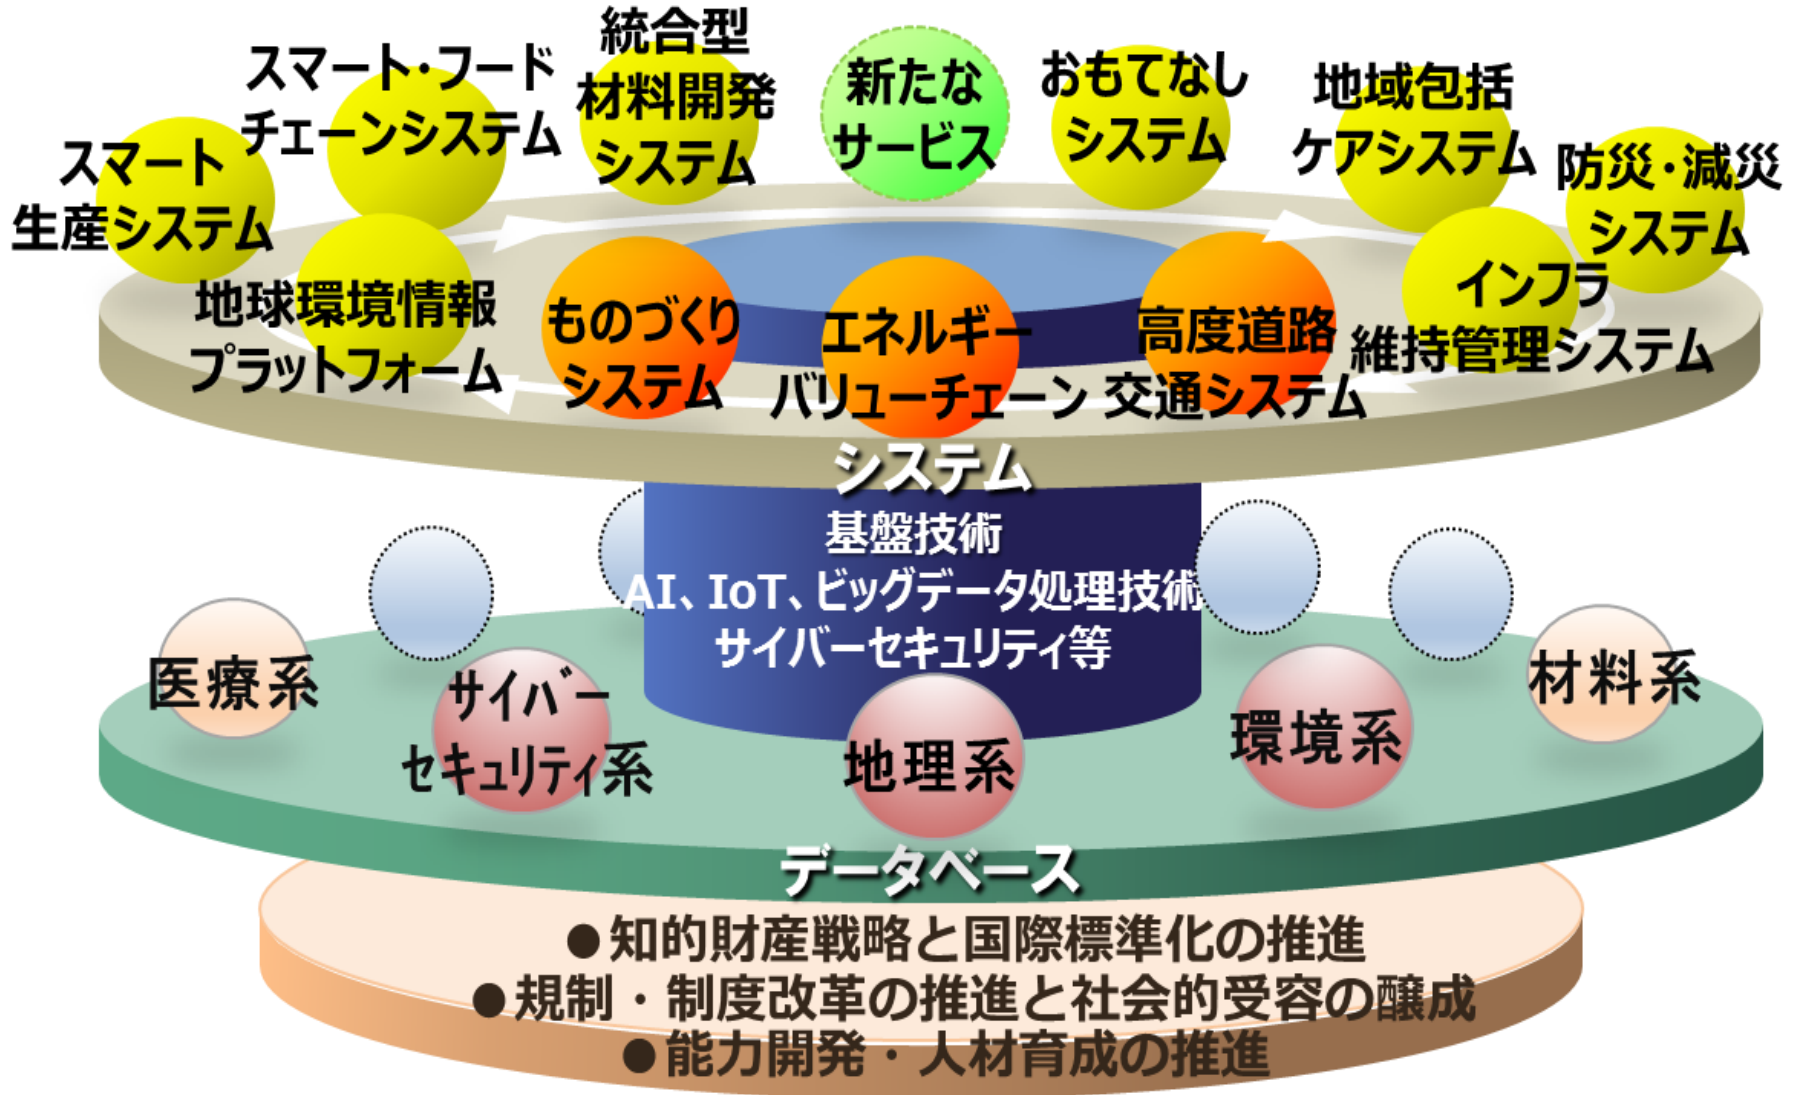 スマート
生産システム
スマート・フード
チェーンシステム
統合型
材料開発
システム
新たな
サービス
おもてなし
システム
地域包括
ケアシステム
防災・減災
システム
地球環境情報
プラットフォーム
ものづくり
システム
エネルギー
バリューチェーン
高度道路
交通システム
インフラ
維持管理システム
システム
基盤技術
AI、IoT、ビッグデータ処理技術
サイバーセキュリティ等
医療系
サイバー
セキュリティ系
地理系
環境系
材料系
データベース
●知的財産戦略と国際標準化の推進
●規制・制度改革の推進と社会的受容の醸成
●能力開発・人材育成の推進